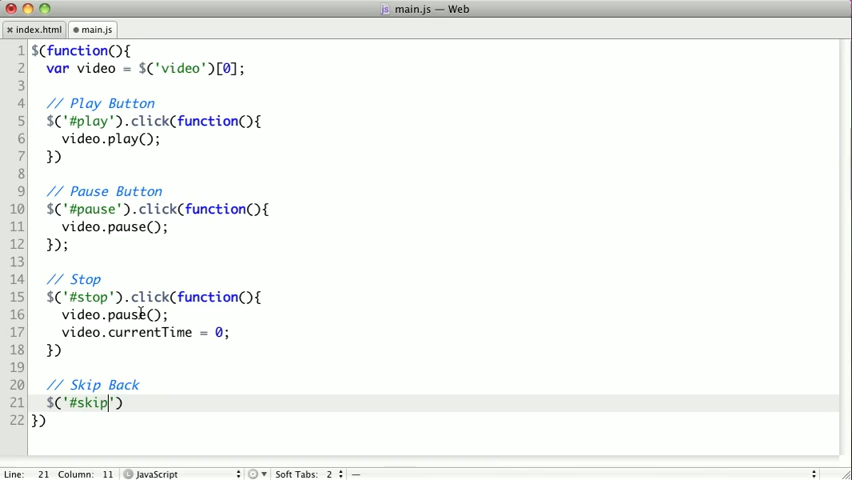 main.js — Web
index.html
main.js
1 $(function(){
2   var video = $('video')[0];
3
4   // Play Button
5   $('#play').click(function(){
6     video.play();
7   })
8
9   // Pause Button
10   $('#pause').click(function(){
11     video.pause();
12   });
13
14   // Stop
15   $('#stop').click(function(){
16     video.pause();
17     video.currentTime = 0;
18   })
19
20   // Skip Back
21   $('#skip')
22 })
Line: 21 Column: 11 JavaScript Soft Tabs: 2 —